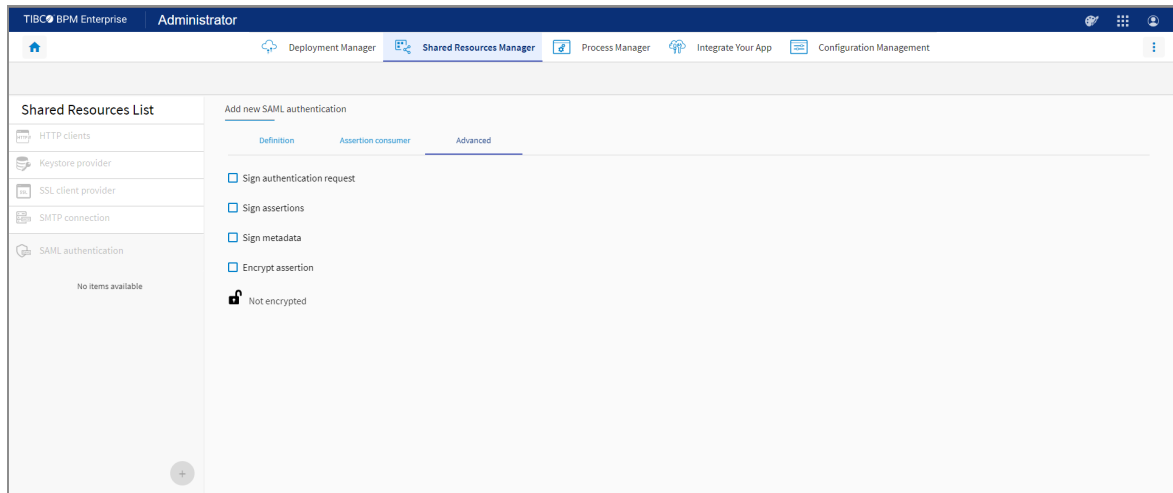 TIBCO BPM Enterprise Administrator
Deployment Manager Shared Resources Manager Process Manager Integrate Your App Configuration Management
Shared Resources List
Add new SAML authentication
Definition Assertion consumer Advanced
HTTP clients
Keystore provider
SSL client provider
SMTP connection
SAML authentication
No items available
Sign authentication request
Sign assertions
Sign metadata
Encrypt assertion
Not encrypted